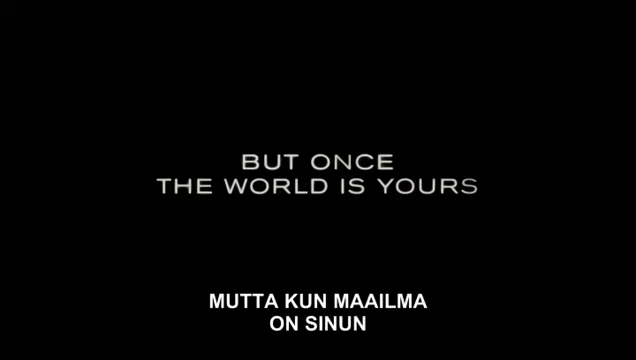 BUT ONCE
THE WORLD IS YOURS
MUTTA KUN MAAILMA
ON SINUN